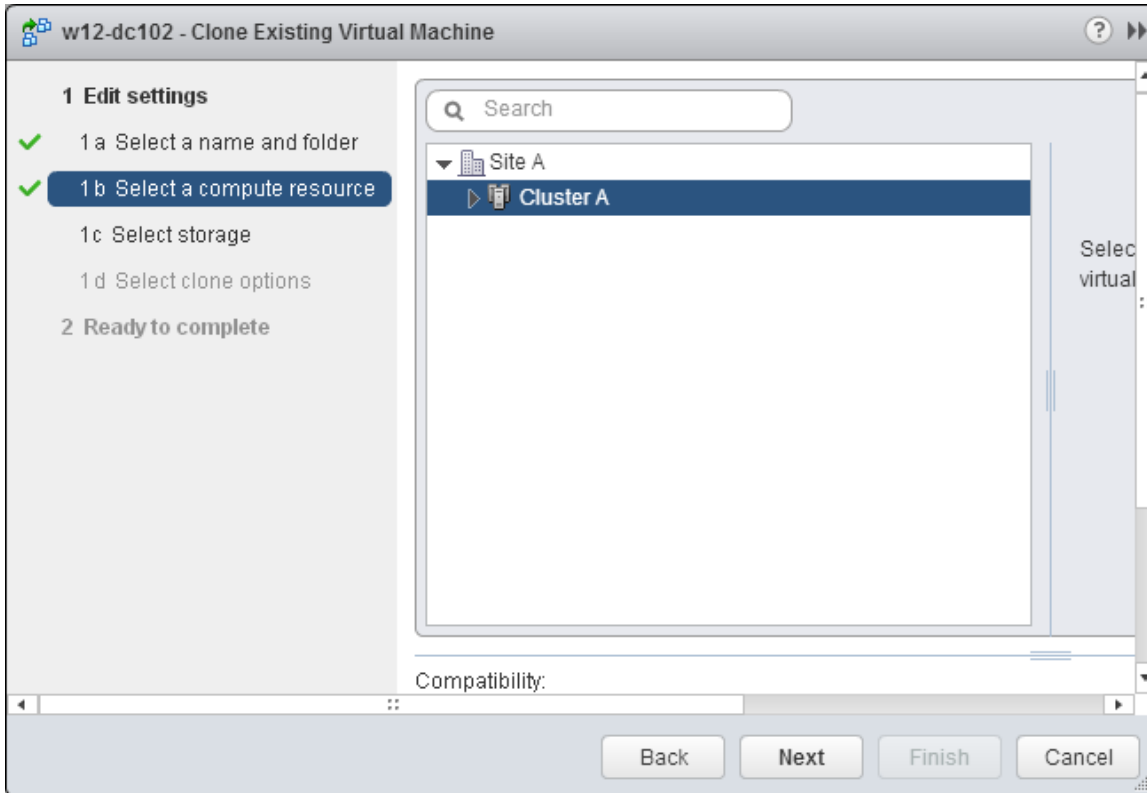 w12-dc102 - Clone Existing Virtual Machine
?
1 Edit settings
1a Select a name and folder
1b Select a compute resource
1c Select storage
1d Select clone options
2 Ready to complete
Search
Site A
Cluster A
Selec
virtual
Compatibility:
Back
Next
Finish
Cancel